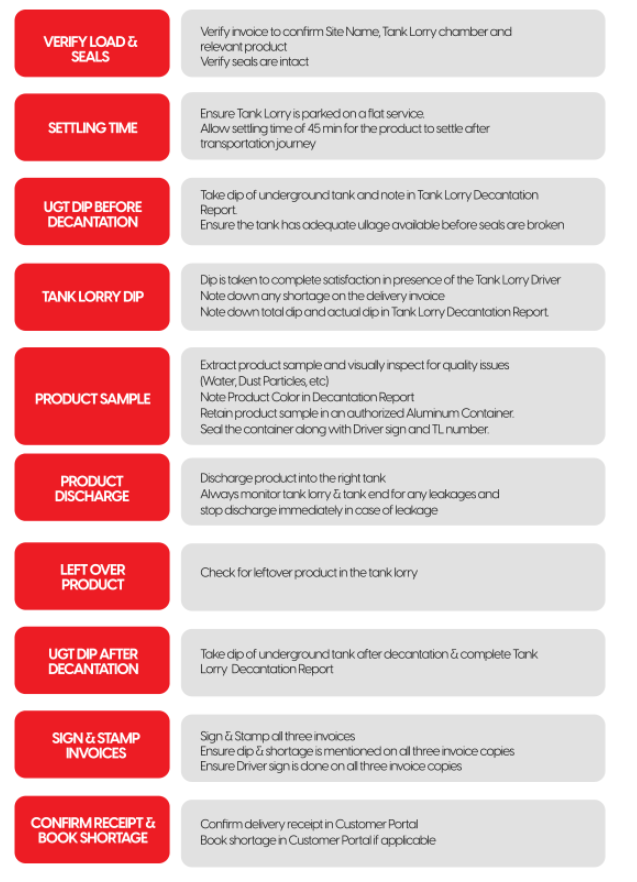 VERIFY LOAD &
SEALS
Verify invoice to confirm Site Name, Tank Lorry chamber and
relevant product
Verify seals are intact
SETTLING TIME
Ensure Tank Lorry is parked on a flat service.
Allow settling time of 45 min for the product to settle after
transportation journey
UGT DIP BEFORE
DECANTATION
Take dip of underground tank and note in Tank Lorry Decantation
Report.
Ensure the tank has adequate ullage available before seals are broken
TANK LORRY DIP
Dip is taken to complete satisfaction in presence of the Tank Lorry Driver
Note down any shortage on the delivery invoice
Note down total dip and actual dip in Tank Lorry Decantation Report.
PRODUCT SAMPLE
Extract product sample and visually inspect for quality issues
(Water, Dust Particles, etc)
Note Product Color in Decantation Report
Retain product sample in an authorized Aluminum Container.
Seal the container along with Driver sign and TL number.
PRODUCT
DISCHARGE
Discharge product into the right tank
Always monitor tank lorry & tank end for any leakages and
stop discharge immediately in case of leakage
LEFT OVER
PRODUCT
Check for leftover product in the tank lorry
UGT DIP AFTER
DECANTATION
Take dip of underground tank after decantation & complete Tank
Lorry Decantation Report
SIGN & STAMP
INVOICES
Sign & Stamp all three invoices
Ensure dip & shortage is mentioned on all three invoice copies
Ensure Driver sign is done on all three invoice copies
CONFIRM RECEIPT &
BOOK SHORTAGE
Confirm delivery receipt in Customer Portal
Book shortage in Customer Portal if applicable